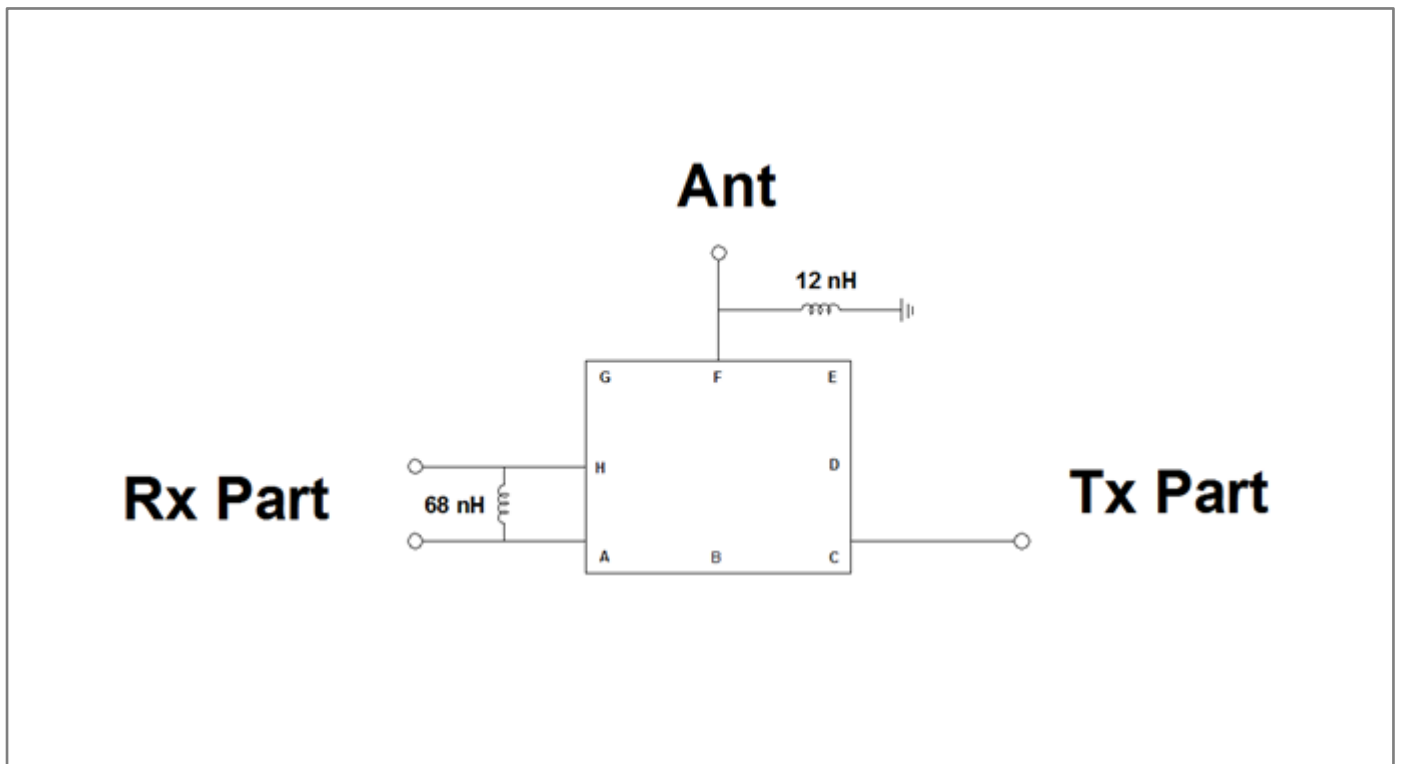 Ant
12 nH
G F E
Rx Part
68 nH
H D
Tx Part
A B C